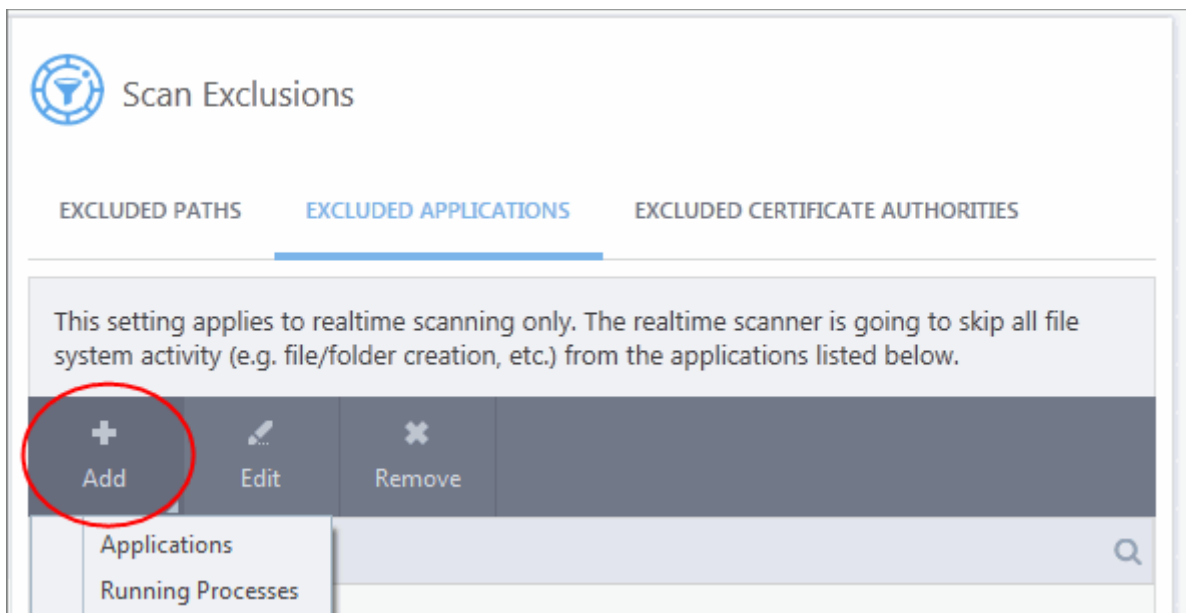 Scan Exclusions
EXCLUDED PATHS EXCLUDED APPLICATIONS EXCLUDED CERTIFICATE AUTHORITIES
This setting applies to realtime scanning only. The realtime scanner is going to skip all file
system activity (e.g. file/folder creation, etc.) from the applications listed below.
Add Edit Remove
Applications
Running Processes